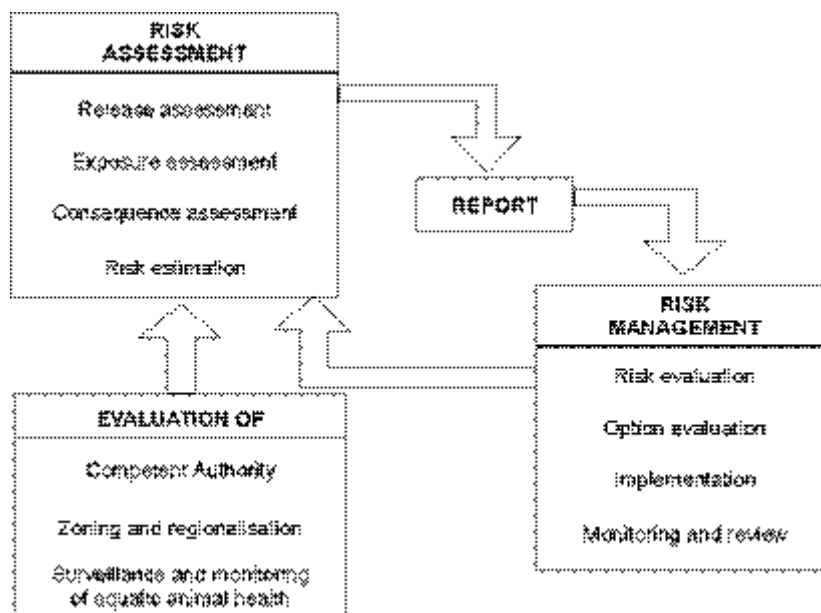 RISK
ASSESSMENT
Release assessment
Exposure assessment
Consequence assessment
Risk estimation
REPORT
RISK
MANAGEMENT
Risk evaluation
Option evaluation
Implementation
Monitoring and review
EVALUATION OF
Competent Authority
Zoning and regionalisation
Surveillance and monitoring
of aquatic animal health